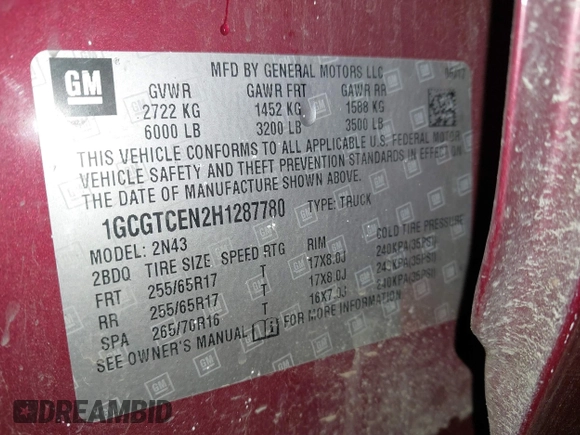 GM
MFD BY GENERAL MOTORS LLC
GVWR GAWR FRT GAWR RR
2722 KG 1452 KG 1588 KG
6000 LB 3200 LB 3500 LB
THIS VEHICLE CONFORMS TO ALL APPLICABLE U.S. FEDERAL MOTOR
VEHICLE SAFETY AND THEFT PREVENTION STANDARDS IN EFFECT ON
THE DATE OF MANUFACTURE SHOWN ABOVE.
1GCGTCEN2H1287780 TYPE: TRUCK
MODEL: 2N43
2BDQ TIRE SIZE SPEED RTG RIM COLD TIRE PRESSURE
FRT 255/65R17 T 17X8.0J 240KPA/35PSI
RR 255/65R17 T 17X8.0J 240KPA/35PSI
SPA 265/70R16 T 16X7.0J 240KPA/35PSI
SEE OWNER'S MANUAL FOR MORE INFORMATION
DREAMBID